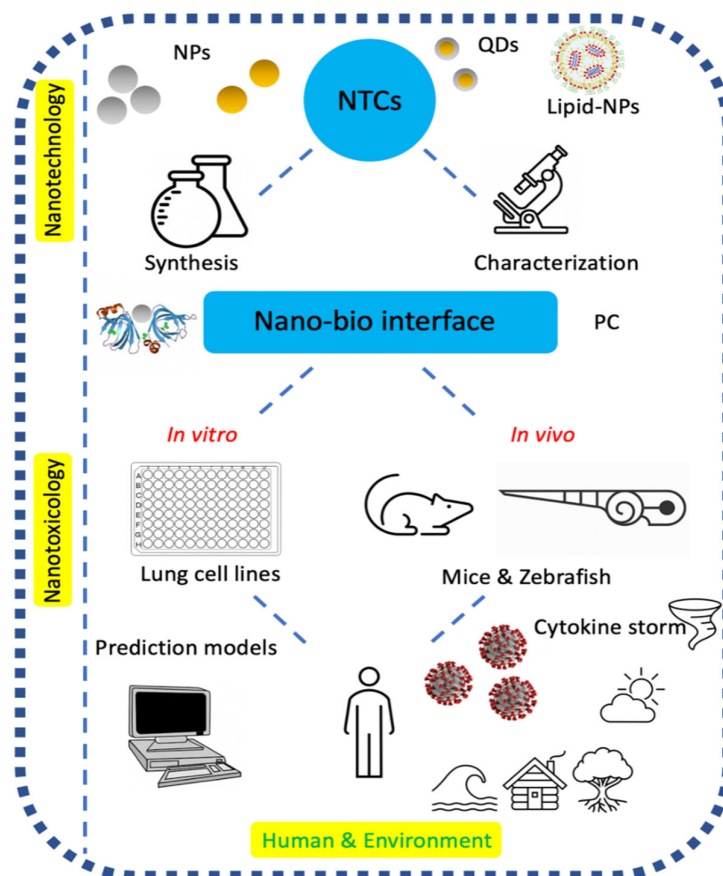 NPs
NTCs
QDs
Lipid-NPs
Nanotechnology
Synthesis
Characterization
Nano-bio interface
PC
In vitro
In vivo
Nanotoxicology
A
B
C
D
E
F
G
H
Lung cell lines
Mice & Zebrafish
Prediction models
Cytokine storm
Human & Environment